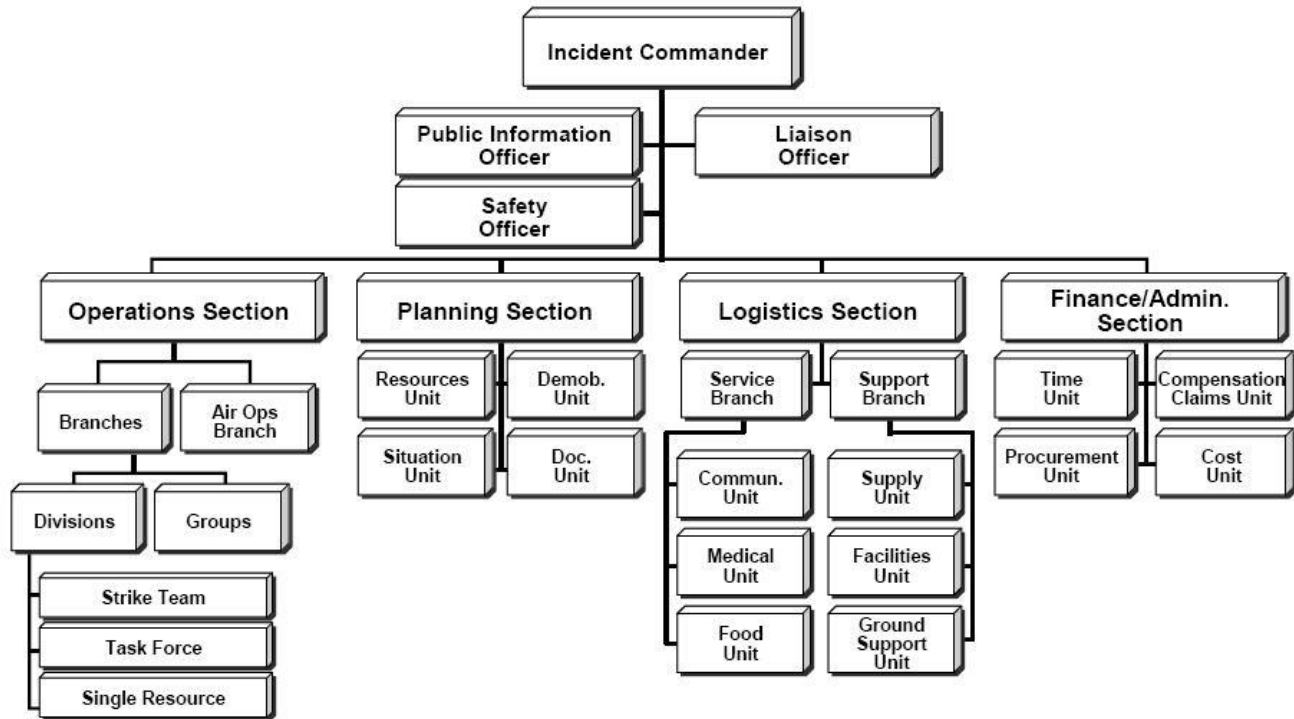 Incident Commander
Public Information
Officer
Liaison
Officer
Safety
Officer
Operations Section
Planning Section
Logistics Section
Finance/Admin.
Section
Branches
Air Ops
Branch
Resources
Unit
Demob.
Unit
Service
Branch
Support
Branch
Time
Unit
Compensation
Claims Unit
Situation
Unit
Doc.
Unit
Procurement
Unit
Cost
Unit
Divisions
Groups
Commun.
Unit
Supply
Unit
Medical
Unit
Facilities
Unit
Food
Unit
Ground
Support
Unit
Strike Team
Task Force
Single Resource